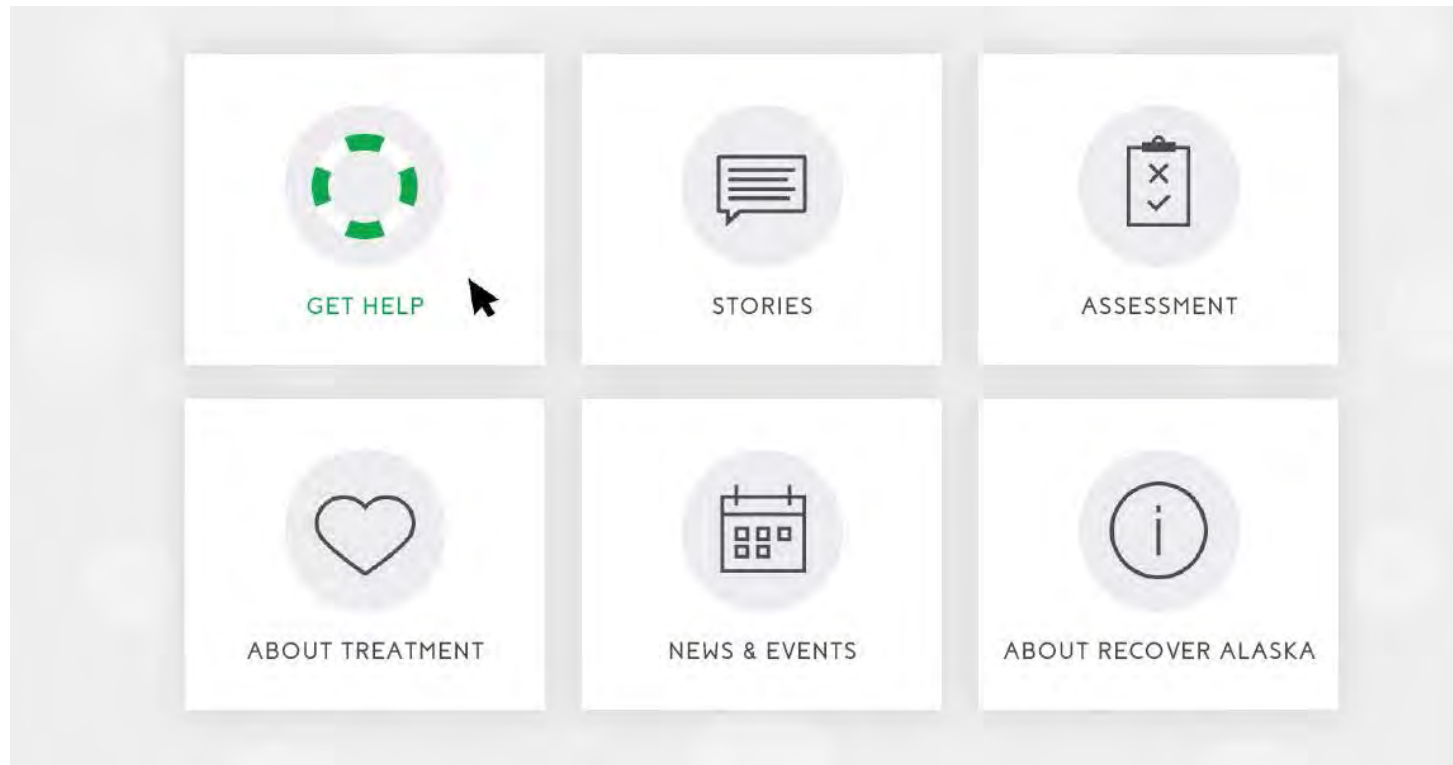 GET HELP
STORIES
ASSESSMENT
ABOUT TREATMENT
NEWS & EVENTS
ABOUT RECOVER ALASKA